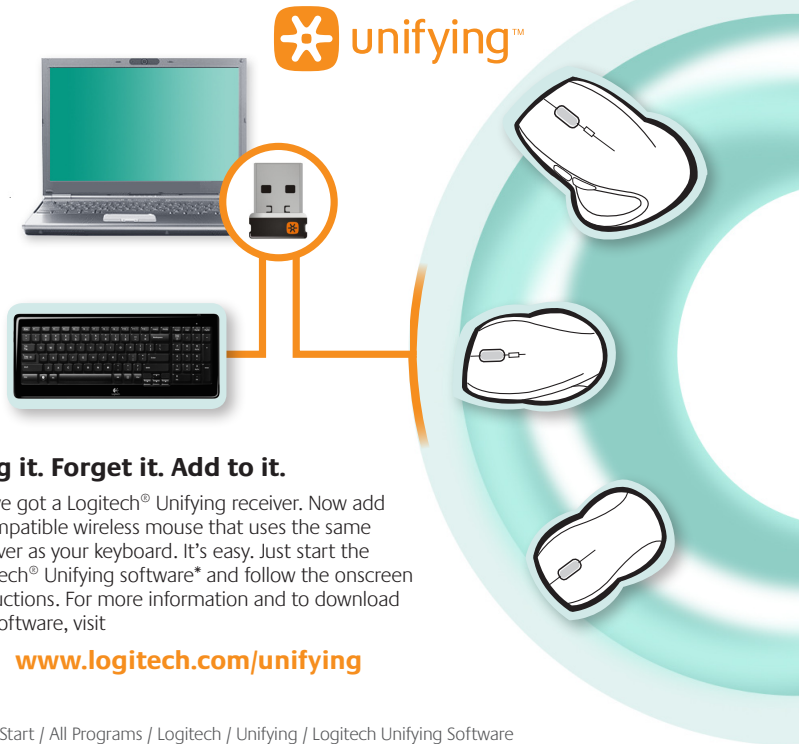 unifying™
g it. Forget it. Add to it.
ve got a Logitech® Unifying receiver. Now add
mpatible wireless mouse that uses the same
ver as your keyboard. It's easy. Just start the
tech® Unifying software* and follow the onscreen
uctions. For more information and to download
oftware, visit
www.logitech.com/unifying
Start / All Programs / Logitech / Unifying / Logitech Unifying Software